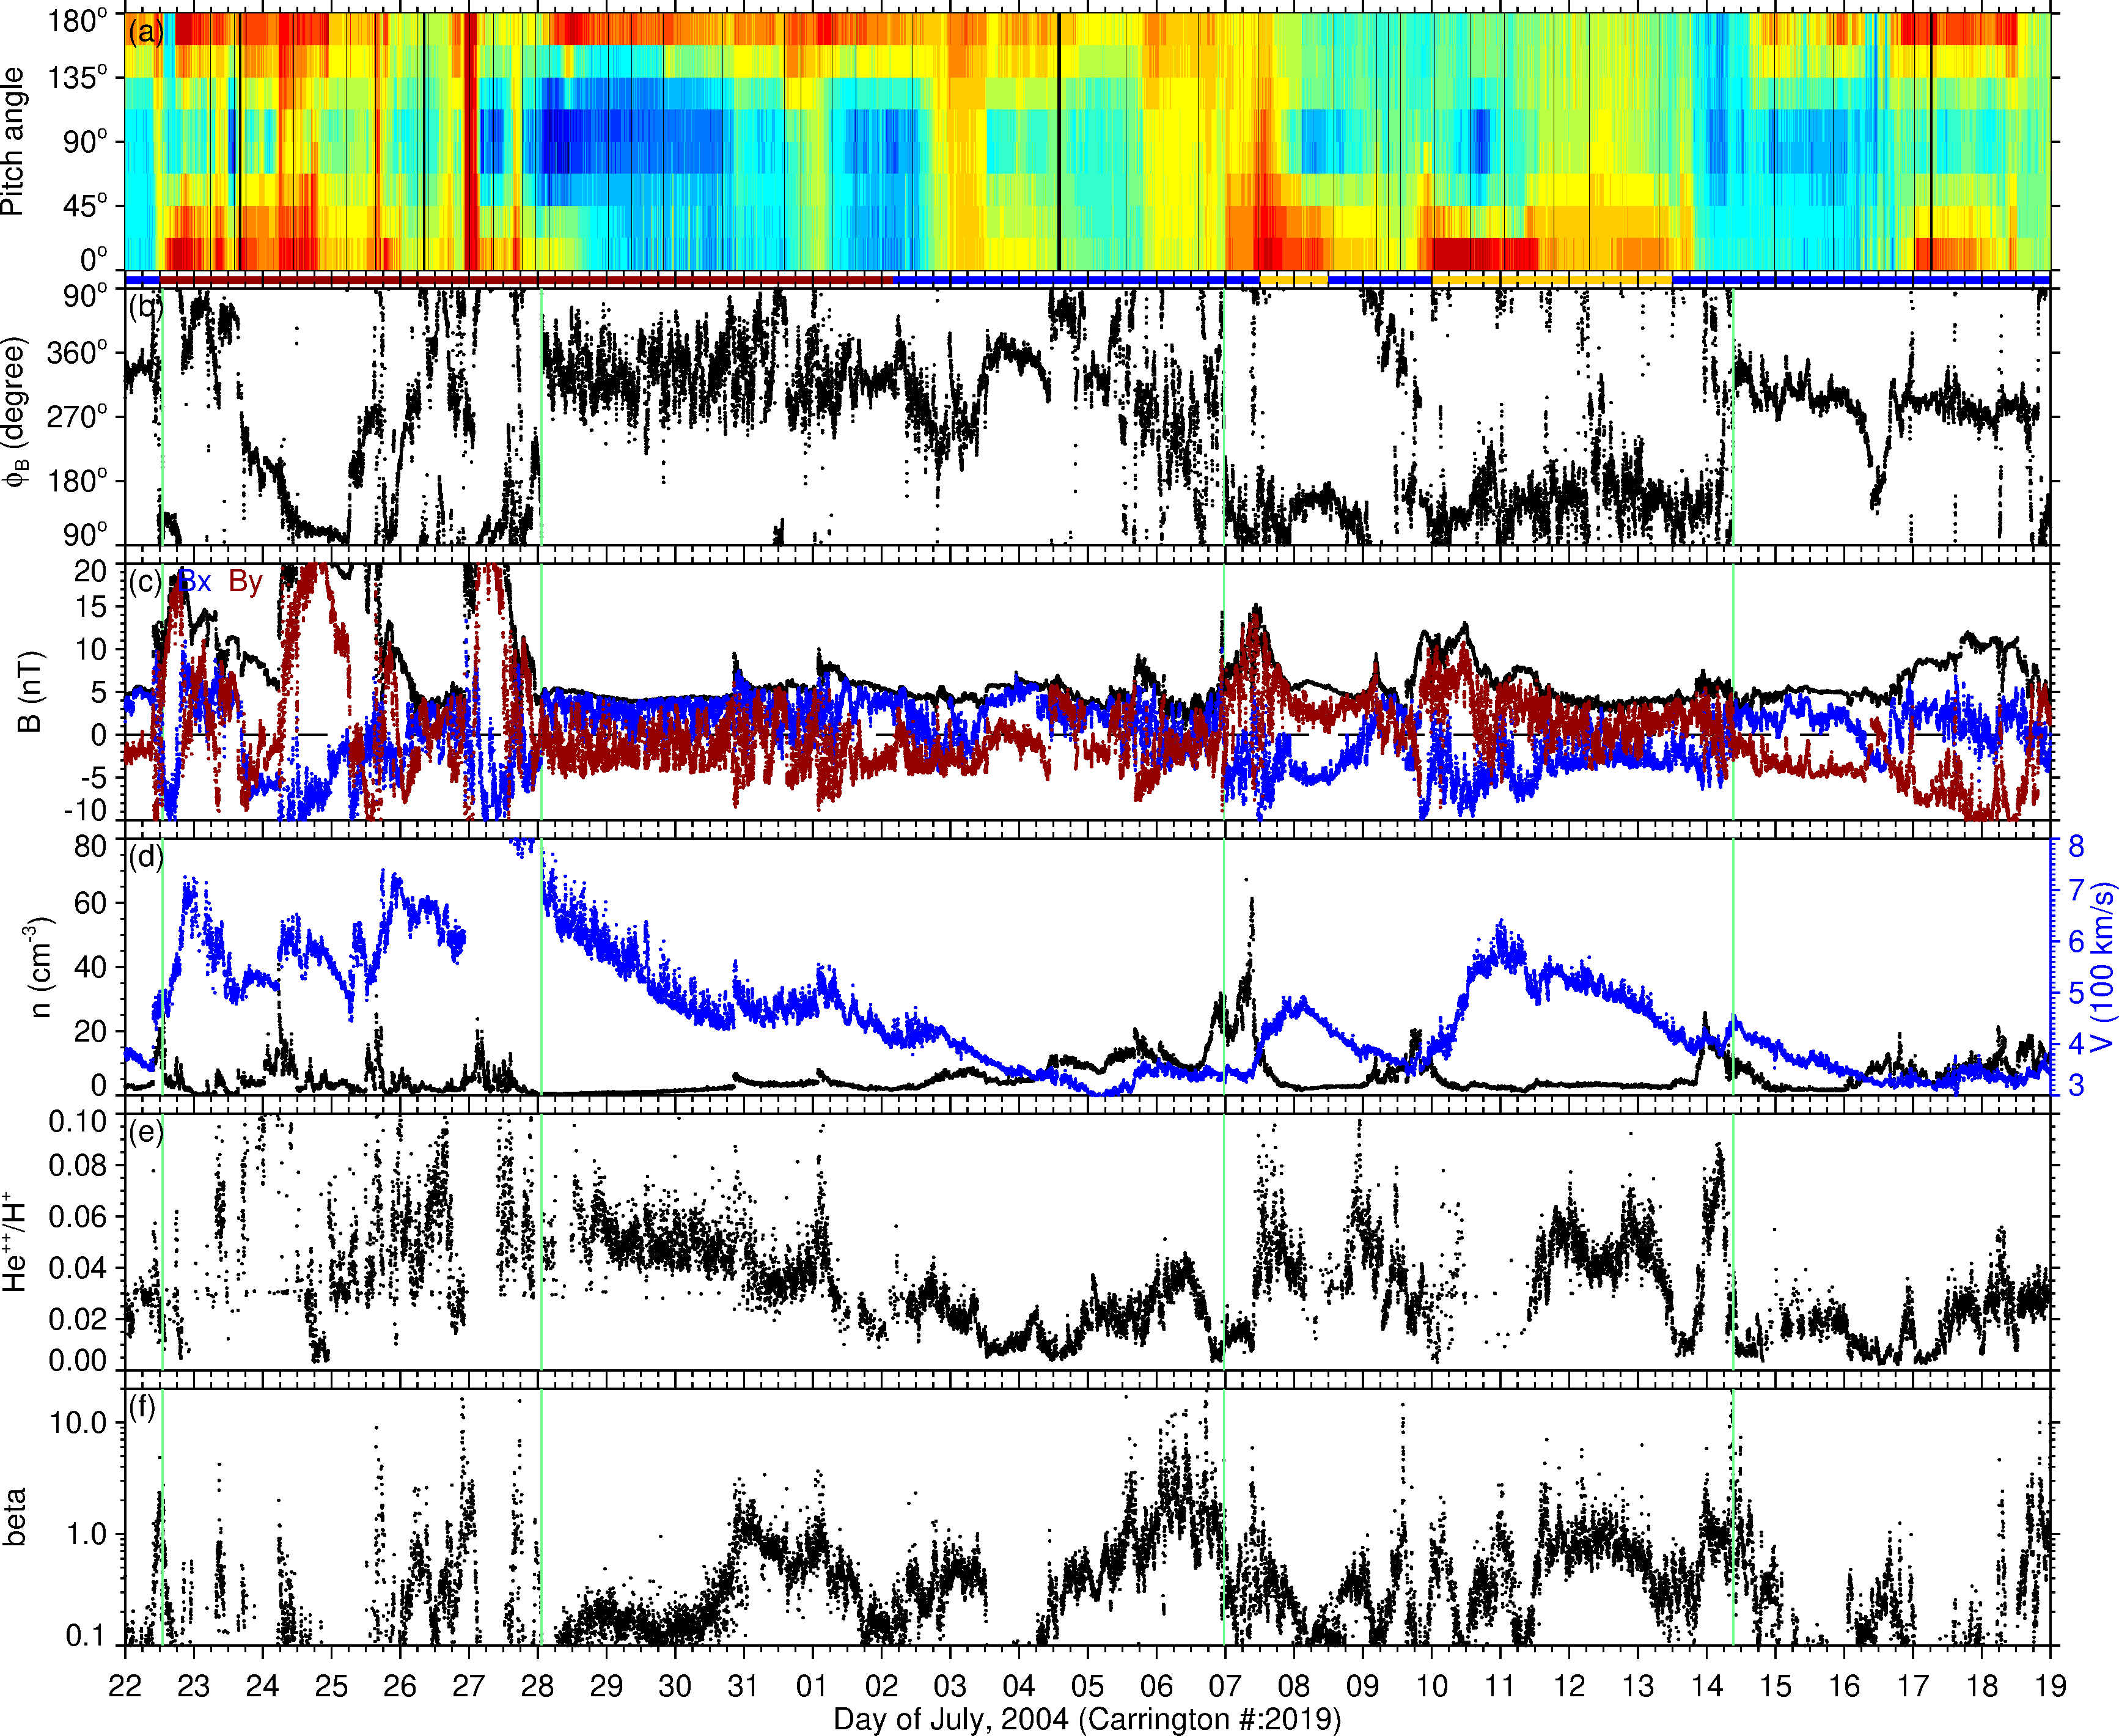 (a)
180°
135°
90°
45°
0°
Pitch angle
(b)
90°
360°
270°
180°
90°
ϕB (degree)
(c) Bx By
20
15
10
5
0
-5
-10
B (nT)
(d)
80
60
40
20
0
n (cm-3)
8
7
6
5
4
3
V (100 km/s)
(e)
0.10
0.08
0.06
0.04
0.02
0.00
He++/H+
(f)
10.0
1.0
0.1
beta
22 23 24 25 26 27 28 29 30 31 01 02 03 04 05 06 07 08 09 10 11 12 13 14 15 16 17 18 19
Day of July, 2004 (Carrington #:2019)